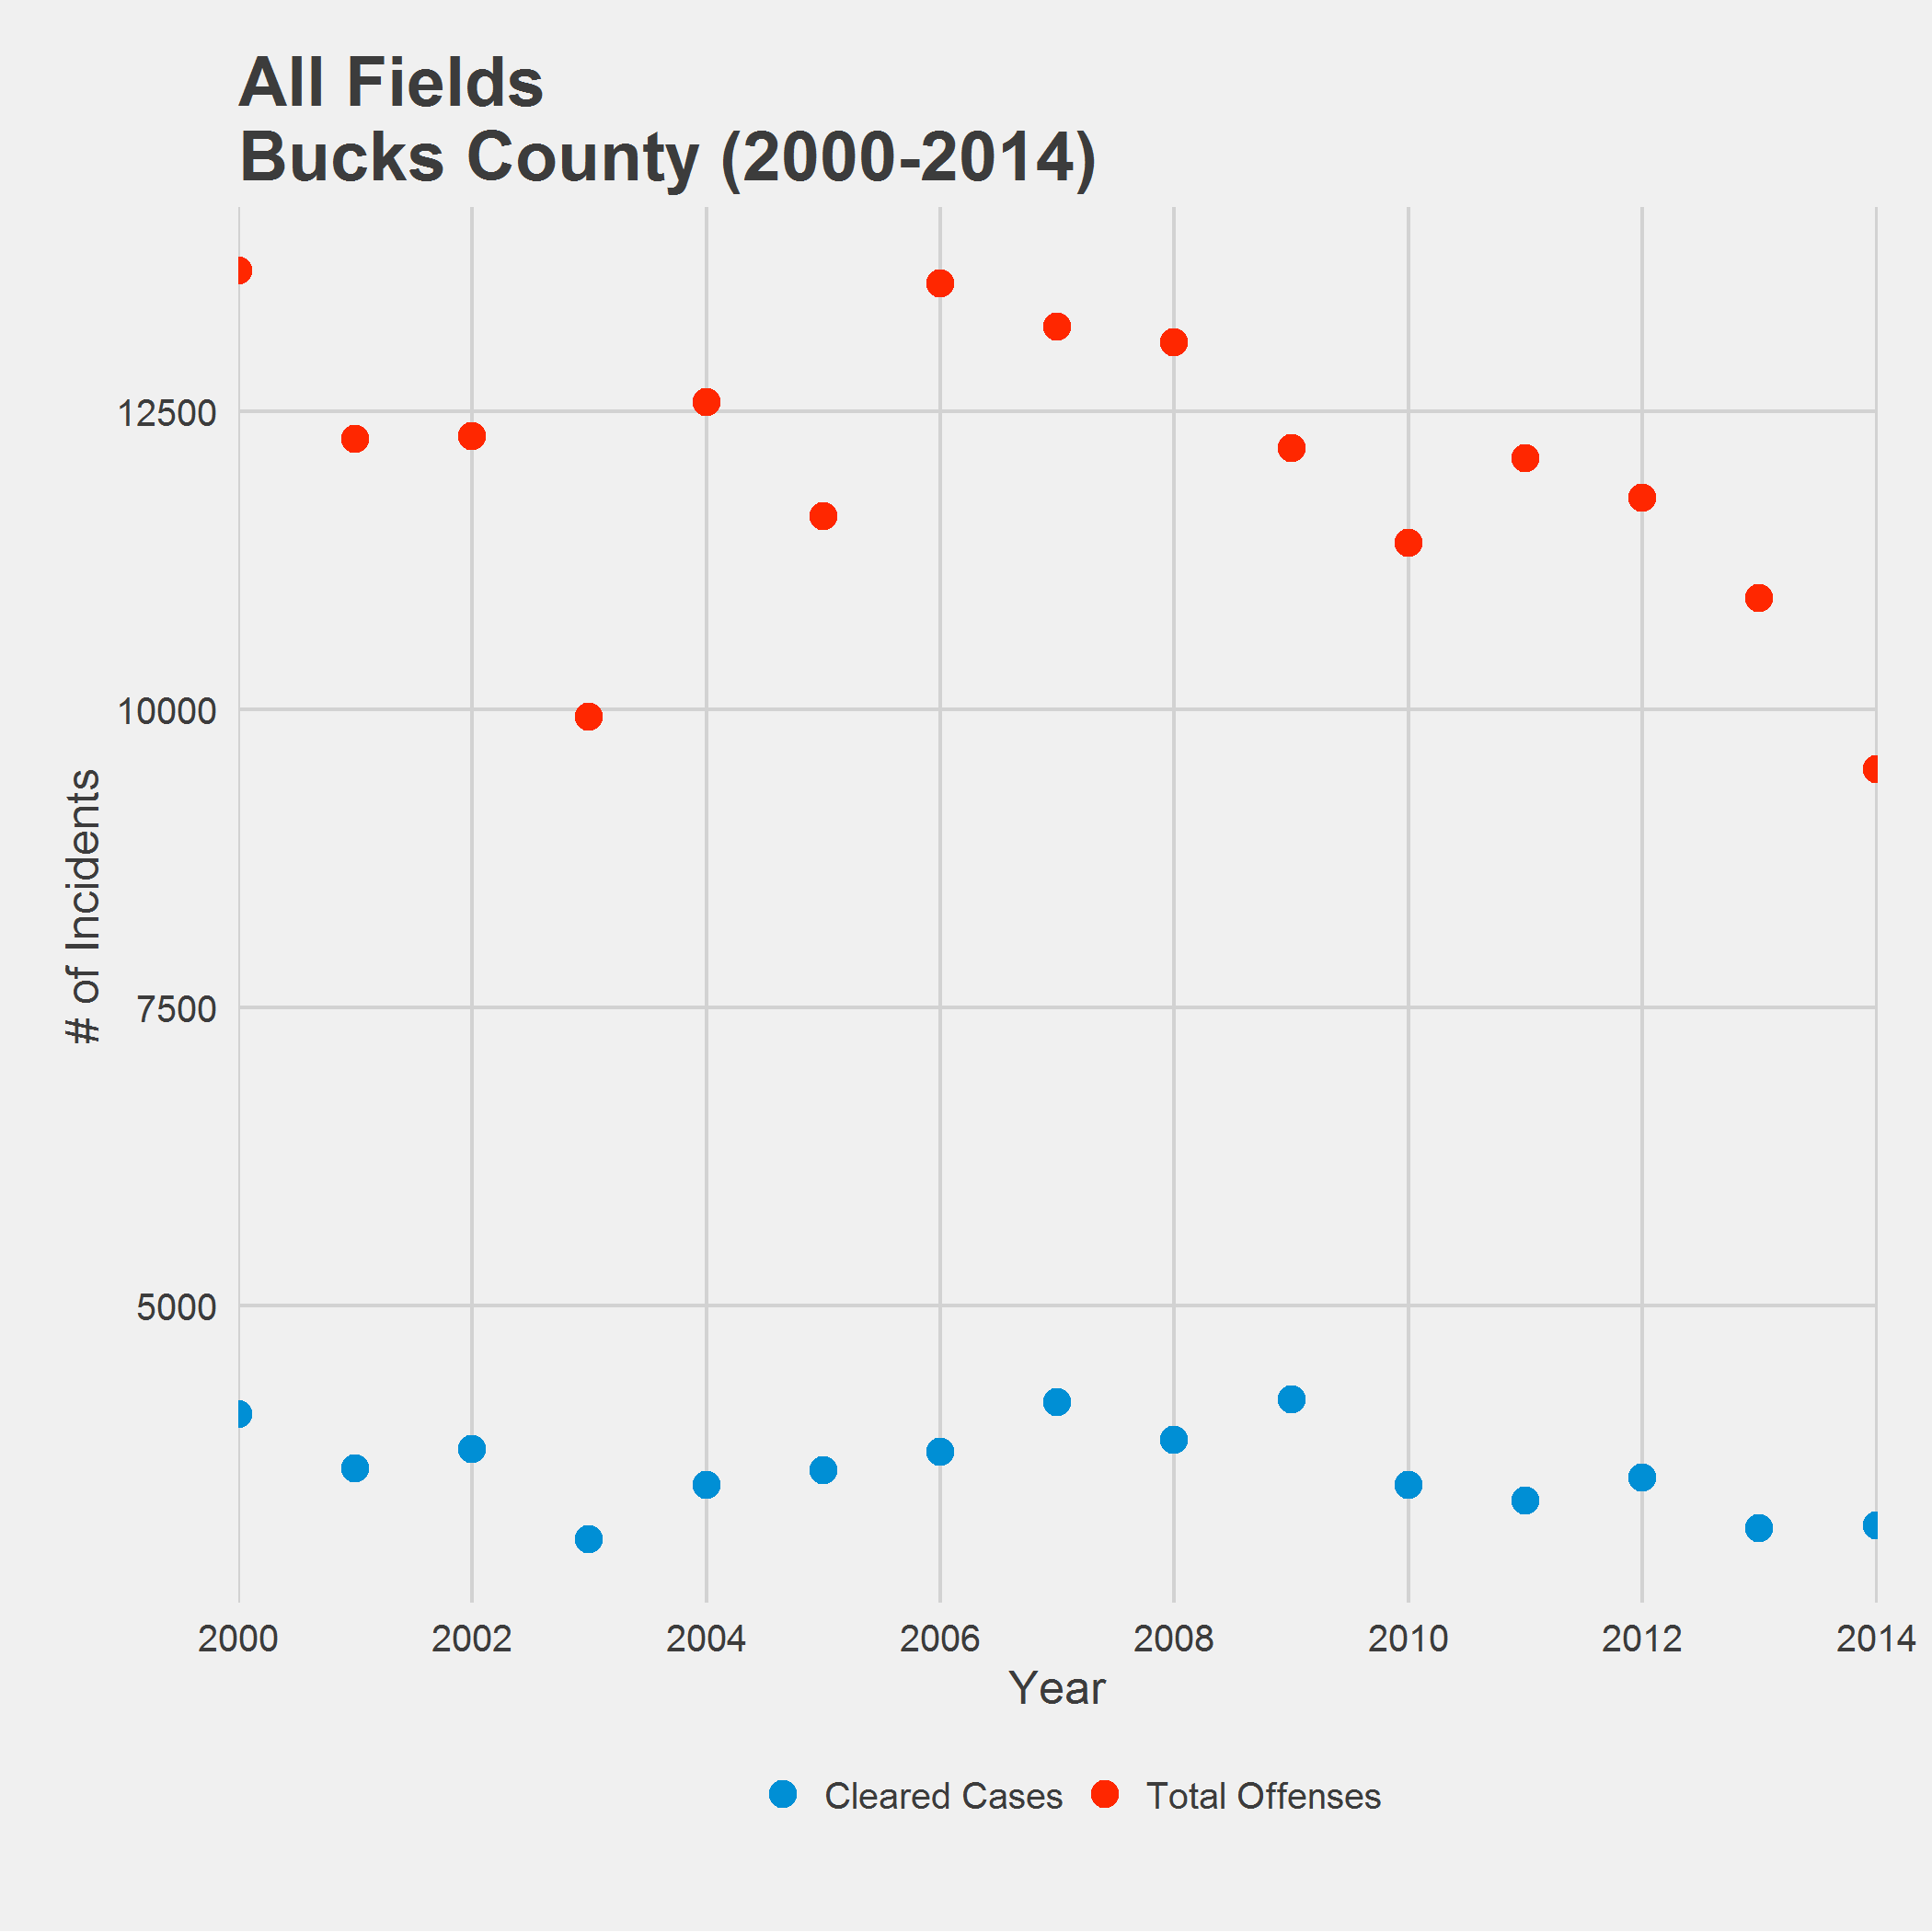 All Fields
Bucks County (2000-2014)
12500
10000
7500
5000
# of Incidents
2000 2002 2004 2006 2008 2010 2012 2014
Year
Cleared Cases Total Offenses